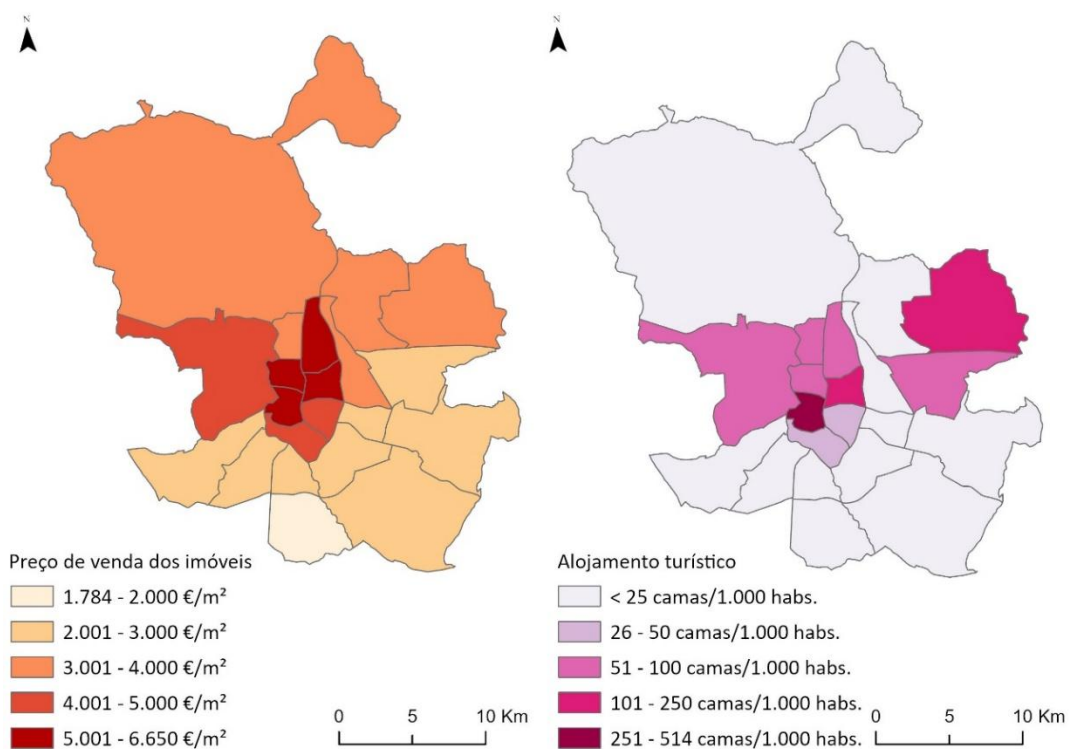 N
N
Preço de venda dos imóveis
1.784 - 2.000 €/m²
2.001 - 3.000 €/m²
3.001 - 4.000 €/m²
4.001 - 5.000 €/m²
5.001 - 6.650 €/m²
0 5 10 Km
Alojamento turístico
< 25 camas/1.000 habs.
26 - 50 camas/1.000 habs.
51 - 100 camas/1.000 habs.
101 - 250 camas/1.000 habs.
251 - 514 camas/1.000 habs.
0 5 10 Km